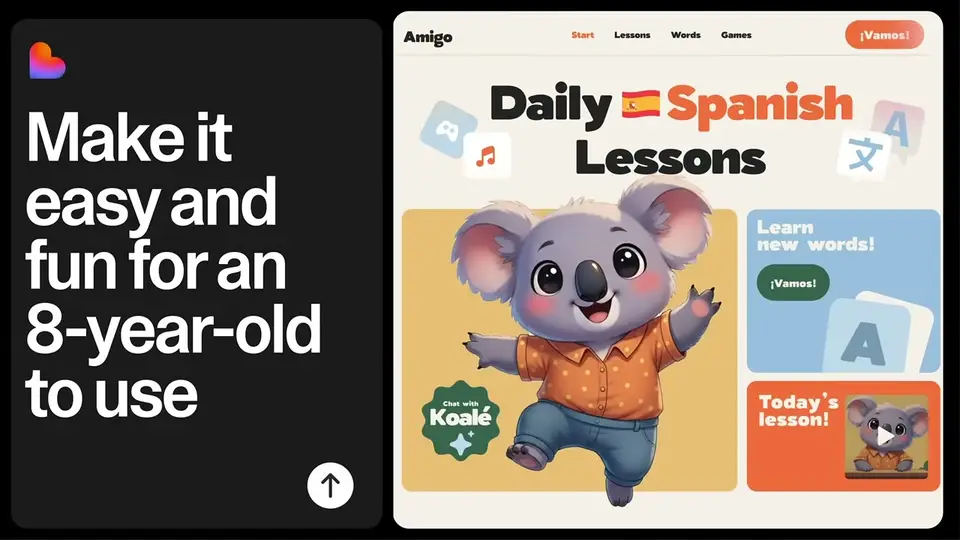 Make it
easy and
fun for an
8-year-old
to use
Amigo
Start
Lessons
Words
Games
¡Vamos!
Daily Spanish
Lessons
A
文
Chat with
Koalé
Learn
new words!
¡Vamos!
A
Today's
lesson!